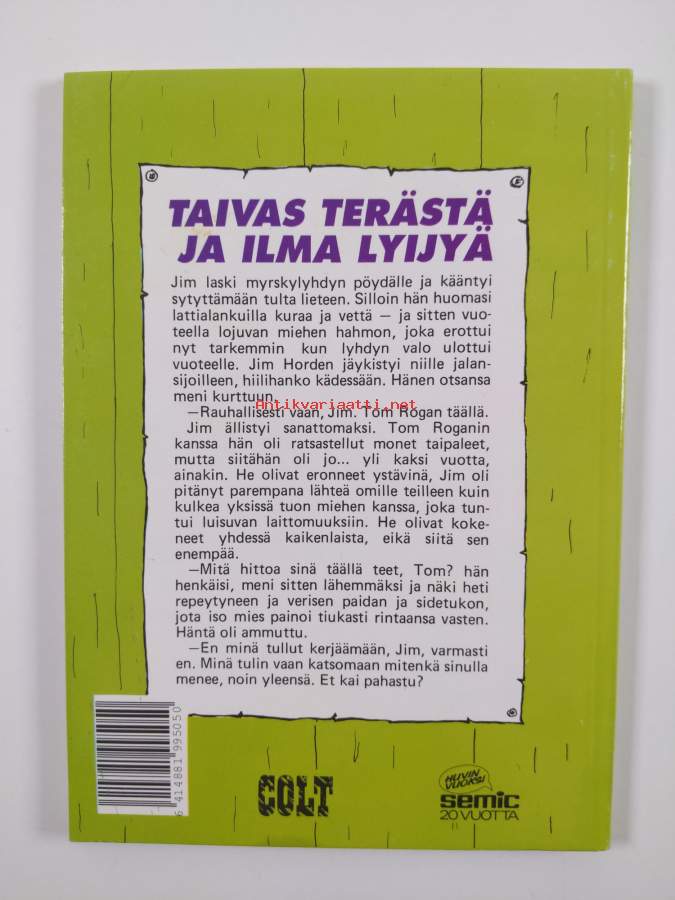 TAIVAS TERÄSTÄ
JA ILMA LYIJYÄ
Jim laski myrskylyhdyn pöydälle ja kääntyi
sytyttämään tulta lieteen. Silloin hän huomasi
lattialankuilla kuraa ja vettä — ja sitten vuo-
teella lojuvan miehen hahmon, joka erottui
nyt tarkemmin kun lyhdyn valo ulottui
vuoteelle. Jim Horden jäykistyi niille jalan-
sijoilleen, hiilihanko kädessään. Hänen otsansa
meni kurttuun.
Antikvariaatti.net
—Rauhallisesti vaan, Jim. Tom Rogan täällä.
Jim ällistyi sanattomaksi. Tom Roganin
kanssa hän oli ratsastellut monet taipaleet,
mutta siitähän oli jo... yli kaksi vuotta,
ainakin. He olivat eronneet ystävinä, Jim oli
pitänyt parempana lähteä omille teilleen kuin
kulkea yksissä tuon miehen kanssa, joka tun-
tui luisuvan laittomuuksiin. He olivat koke-
neet yhdessä kaikenlaista, eikä siitä sen
enempää.
—Mitä hittoa sinä täällä teet, Tom? hän
henkäisi, meni sitten lähemmäksi ja näki heti
repeytyneen ja verisen paidan ja sidetukon,
jota iso mies painoi tiukasti rintaansa vasten.
Häntä oli ammuttu.
—En minä tullut kerjäämään, Jim, varmasti
en. Minä tulin vaan katsomaan mitenkä sinulla
menee, noin yleensä. Et kai pahastu?
6 414881 995050
COLT
HUVIN
VUOKSI
semic
20 VUOTTA